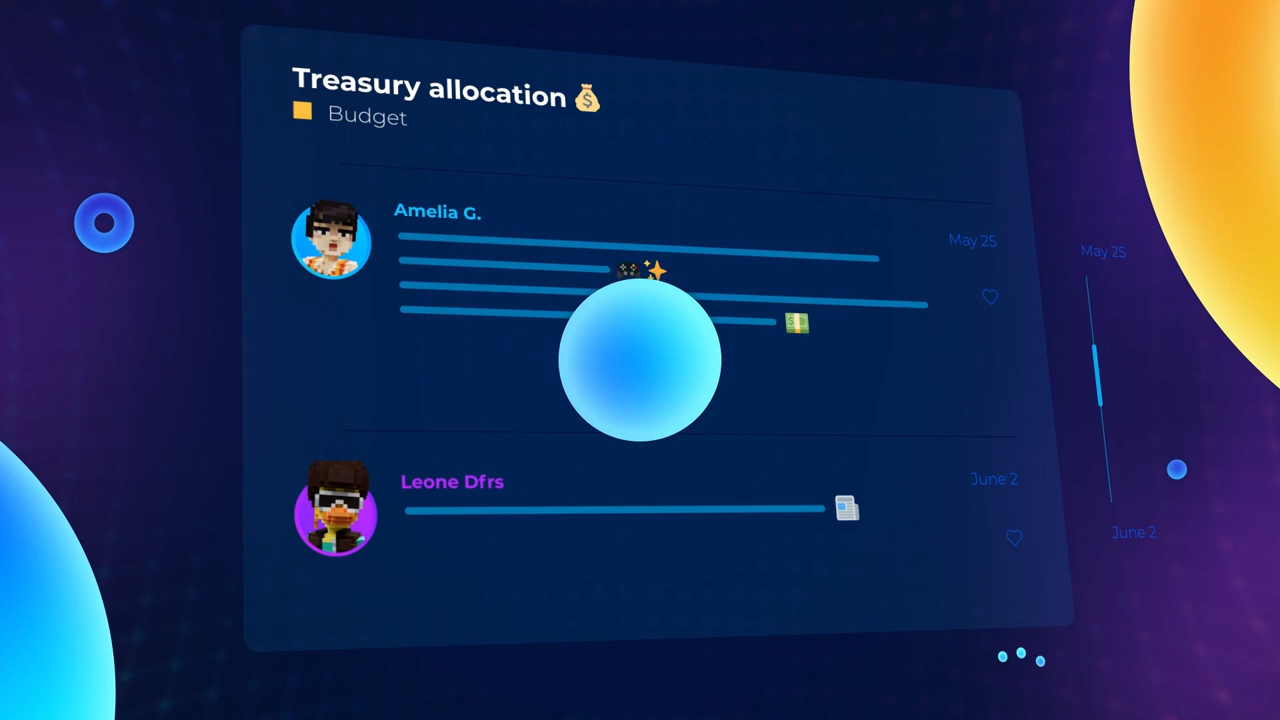 Treasury allocation 💰
Budget
Amelia G.
May 25
May 25
Leone Dfrs
June 2
June 2